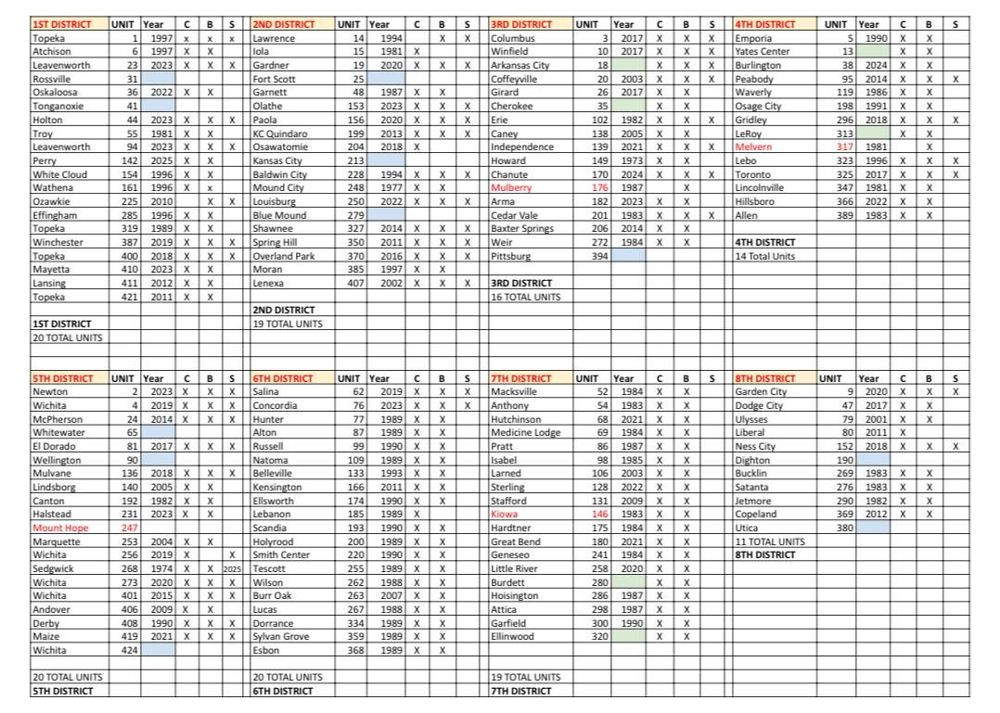 1ST DISTRICT UNIT Year C B S 2ND DISTRICT UNIT Year C B S 3RD DISTRICT UNIT Year C B S 4TH DISTRICT UNIT Year C B S
Topeka 1 1997 x x x Lawrence 14 1994 X X Columbus 3 2017 X X X Emporia 5 1990 X X
Atchison 6 1997 X X Iola 15 1981 X Winfield 10 2017 X X X Yates Center 13 X X
Leavenworth 23 2023 X X X Gardner 19 2020 X X X Arkansas City 18 X X X Burlington 38 2024 X X
Rossville 31 Fort Scott 25 Coffeyville 20 2003 X X X Peabody 95 2014 X X X
Oskaloosa 36 2022 X X Garnett 48 1987 X X Girard 26 2017 X X Waverly 119 1986 X X
Tonganoxie 41 Olathe 153 2023 X X X Cherokee 35 X X Osage City 198 1991 X X
Holton 44 2023 X X X Paola 156 2020 X X X Erie 102 1982 X X X Gridley 296 2018 X X X
Troy 55 1981 X X KC Quindaro 199 2013 X X X Caney 138 2005 X X LeRoy 313 X X
Leavenworth 94 2023 X X X Osawatomie 204 2018 X Independence 139 2021 X X X Melvern 317 1981 X
Perry 142 2025 X X Kansas City 213 Howard 149 1973 X X Lebo 323 1996 X X X
White Cloud 154 1996 X X Baldwin City 228 1994 X X X Chanute 170 2024 X X X Toronto 325 2017 X X X
Wathena 161 1996 X x Mound City 248 1977 X X Mulberry 176 1987 X Lincolnville 347 1981 X X
Ozawkie 225 2010 X X Louisburg 250 2022 X X X Arma 182 2023 X X Hillsboro 366 2022 X X
Effingham 285 1996 X X Blue Mound 279 Cedar Vale 201 1983 X X X Allen 389 1983 X X
Topeka 319 1989 X X Shawnee 327 2014 X X X Baxter Springs 206 2014 X X
Winchester 387 2019 X X X Spring Hill 350 2011 X X X Weir 272 1984 X X 4TH DISTRICT
Topeka 400 2018 X X X Overland Park 370 2016 X X X Pittsburg 394 14 Total Units
Mayetta 410 2023 X X Moran 385 1997 X X
Lansing 411 2012 X X X Lenexa 407 2002 X X X 3RD DISTRICT
Topeka 421 2011 X X 16 TOTAL UNITS
2ND DISTRICT
1ST DISTRICT 19 TOTAL UNITS
20 TOTAL UNITS
5TH DISTRICT UNIT Year C B S 6TH DISTRICT UNIT Year C B S 7TH DISTRICT UNIT Year C B S 8TH DISTRICT UNIT Year C B S
Newton 2 2023 X X X Salina 62 2019 X X X Macksville 52 1984 X X Garden City 9 2020 X X X
Wichita 4 2019 X X X Concordia 76 2023 X X X Anthony 54 1983 X X Dodge City 47 2017 X X
McPherson 24 2014 X X X Hunter 77 1989 X X Hutchinson 68 2021 X X Ulysses 79 2001 X X
Whitewater 65 Alton 87 1989 X X Medicine Lodge 69 1984 X X Liberal 80 2011 X
El Dorado 81 2017 X X X Russell 99 1990 X X Pratt 86 1987 X X Ness City 152 2018 X X X
Wellington 90 Natoma 109 1989 X X Isabel 98 1985 X X Dighton 190
Mulvane 136 2018 X X X Belleville 133 1993 X X Larned 106 2003 X X Bucklin 269 1983 X X
Lindsborg 140 2005 X X Kensington 166 2011 X X Sterling 128 2022 X X Satanta 276 1983 X X
Canton 192 1982 X X Ellsworth 174 1990 X X Stafford 131 2009 X X Jetmore 290 1982 X X
Halstead 231 2023 X X Lebanon 185 1989 X Kiowa 146 1983 X X Copeland 369 2012 X X
Mount Hope 247 Scandia 193 1990 X X Hardtner 175 1984 X X Utica 380
Marquette 253 2004 X X Holyrood 200 1989 X X Great Bend 180 2021 X X 11 TOTAL UNITS
Wichita 256 2019 X X Smith Center 220 1990 X X Geneseo 241 1984 X X 8TH DISTRICT
Sedgwick 268 1974 X X 2025 Tescott 255 1989 X X Little River 258 2020 X X
Wichita 273 2020 X X X Wilson 262 1988 X X Burdett 280 X X
Wichita 401 2015 X X X Burr Oak 263 2007 X X Hoisington 286 1987 X X
Andover 406 2009 X X Lucas 267 1988 X X Attica 298 1987 X X
Derby 408 1990 X X X Dorrance 334 1989 X X Garfield 300 1990 X X
Maize 419 2021 X X X Sylvan Grove 359 1989 X X Ellinwood 320 X X
Wichita 424 Esbon 368 1989 X X
20 TOTAL UNITS 20 TOTAL UNITS 19 TOTAL UNITS
5TH DISTRICT 6TH DISTRICT 7TH DISTRICT